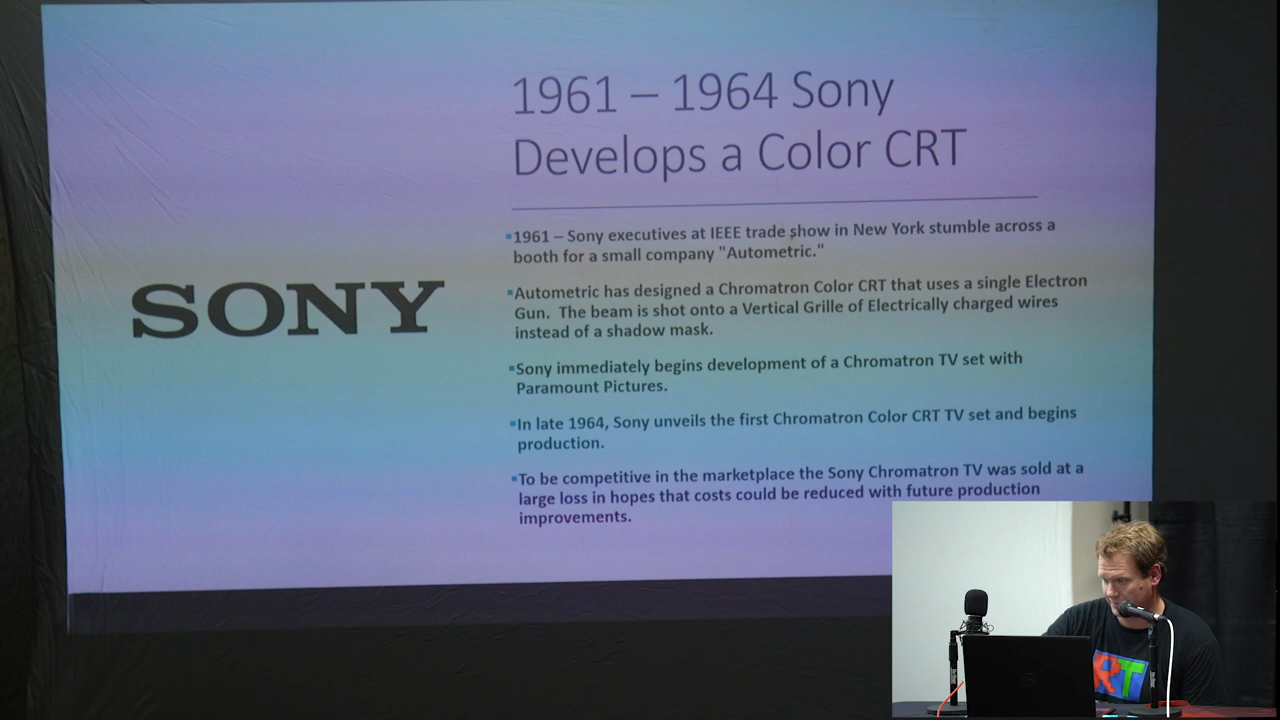 1961 – 1964 Sony
Develops a Color CRT
SONY
▪1961 – Sony executives at IEEE trade show in New York stumble across a
booth for a small company "Autometric."
▪Autometric has designed a Chromatron Color CRT that uses a single Electron
Gun.  The beam is shot onto a Vertical Grille of Electrically charged wires
instead of a shadow mask.
▪Sony immediately begins development of a Chromatron TV set with
Paramount Pictures.
▪In late 1964, Sony unveils the first Chromatron Color CRT TV set and begins
production.
▪To be competitive in the marketplace the Sony Chromatron TV was sold at a
large loss in hopes that costs could be reduced with future production
improvements.
RT